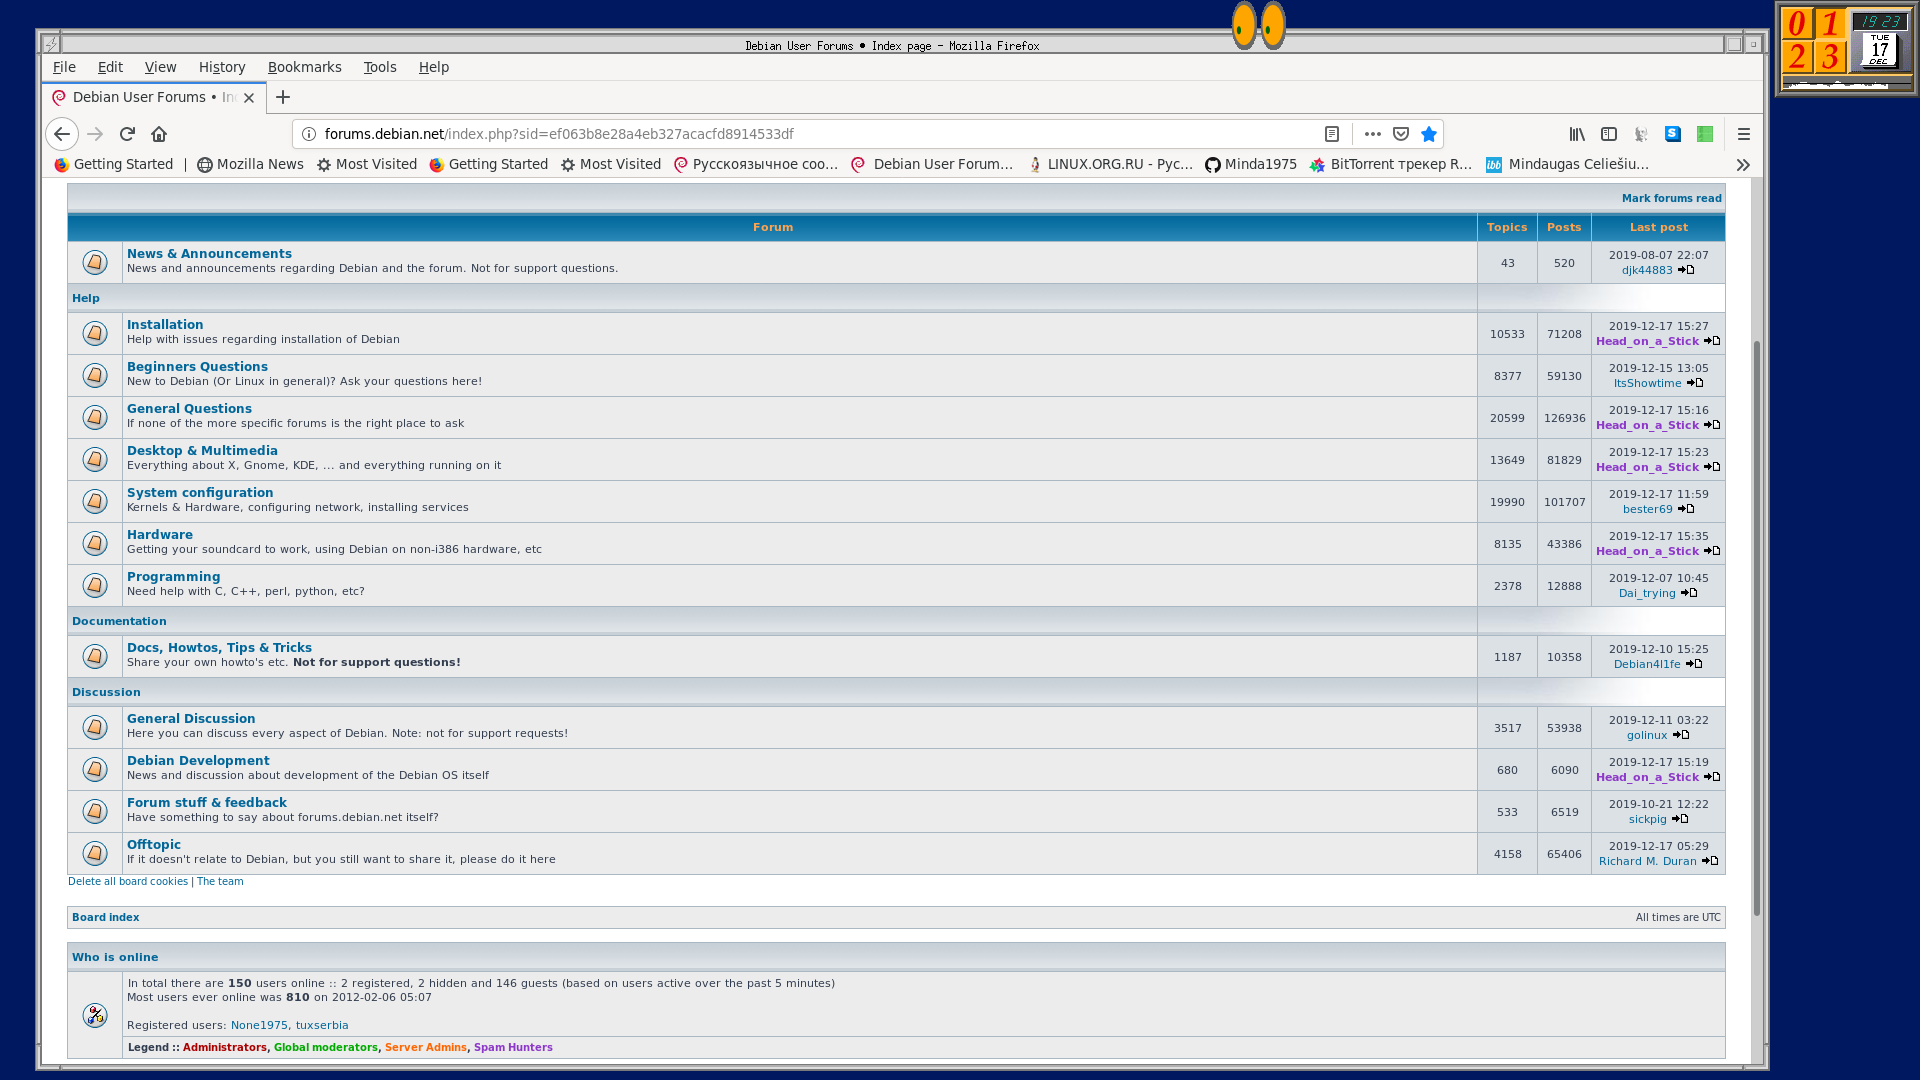 Debian User Forums • Index page - Mozilla Firefox
0 1 2 3
19 23
TUE
17
DEC
File Edit View History Bookmarks Tools Help
Debian User Forums • In
forums.debian.net/index.php?sid=ef063b8e28a4eb327acacfd8914533df
Getting Started | Mozilla News Most Visited Getting Started Most Visited Русскоязычное соо… Debian User Forum… LINUX.ORG.RU - Рус… Minda1975 BitTorrent трекер R… Mindaugas Celiešiu…
Mark forums read
Forum Topics Posts Last post
News & Announcements
News and announcements regarding Debian and the forum. Not for support questions.
43 520 2019-08-07 22:07
djk44883
Help
Installation
Help with issues regarding installation of Debian
10533 71208 2019-12-17 15:27
Head_on_a_Stick
Beginners Questions
New to Debian (Or Linux in general)? Ask your questions here!
8377 59130 2019-12-15 13:05
ItsShowtime
General Questions
If none of the more specific forums is the right place to ask
20599 126936 2019-12-17 15:16
Head_on_a_Stick
Desktop & Multimedia
Everything about X, Gnome, KDE, ... and everything running on it
13649 81829 2019-12-17 15:23
Head_on_a_Stick
System configuration
Kernels & Hardware, configuring network, installing services
19990 101707 2019-12-17 11:59
bester69
Hardware
Getting your soundcard to work, using Debian on non-i386 hardware, etc
8135 43386 2019-12-17 15:35
Head_on_a_Stick
Programming
Need help with C, C++, perl, python, etc?
2378 12888 2019-12-07 10:45
Dai_trying
Documentation
Docs, Howtos, Tips & Tricks
Share your own howto's etc. Not for support questions!
1187 10358 2019-12-10 15:25
Debian4l1fe
Discussion
General Discussion
Here you can discuss every aspect of Debian. Note: not for support requests!
3517 53938 2019-12-11 03:22
golinux
Debian Development
News and discussion about development of the Debian OS itself
680 6090 2019-12-17 15:19
Head_on_a_Stick
Forum stuff & feedback
Have something to say about forums.debian.net itself?
533 6519 2019-10-21 12:22
sickpig
Offtopic
If it doesn't relate to Debian, but you still want to share it, please do it here
4158 65406 2019-12-17 05:29
Richard M. Duran
Delete all board cookies | The team
Board index All times are UTC
Who is online
In total there are 150 users online :: 2 registered, 2 hidden and 146 guests (based on users active over the past 5 minutes)
Most users ever online was 810 on 2012-02-06 05:07
Registered users: None1975, tuxserbia
Legend :: Administrators, Global moderators, Server Admins, Spam Hunters